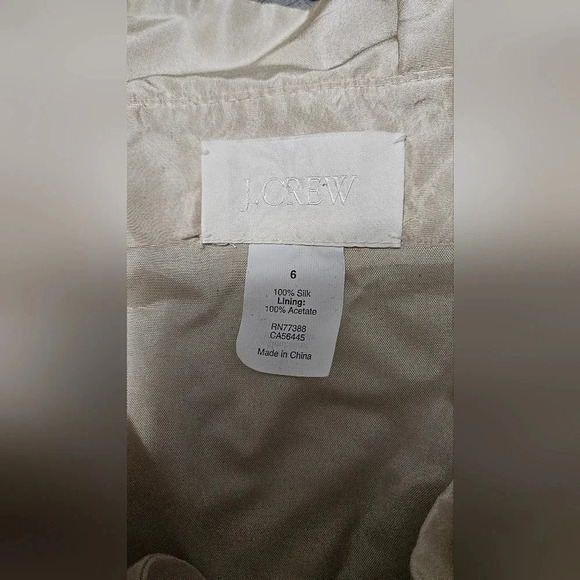 J.CREW
6
100% Silk
Lining:
100% Acetate
RN77388
CA56445
Made in China